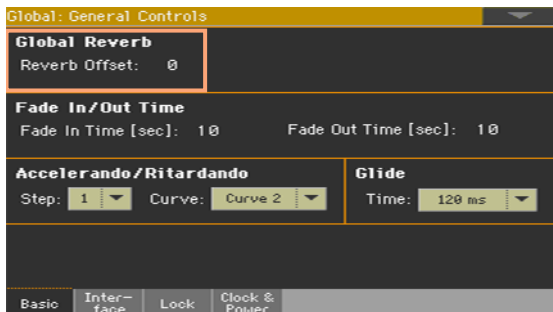 Global: General Controls
Global Reverb
Reverb Offset: 0
Fade In/Out Time
Fade In Time [sec]: 10 Fade Out Time [sec]: 10
Accelerando/Ritardando Glide
Step: 1 Curve: Curve 2 Time: 120 ms
Basic Inter- Lock Clock &
face Power